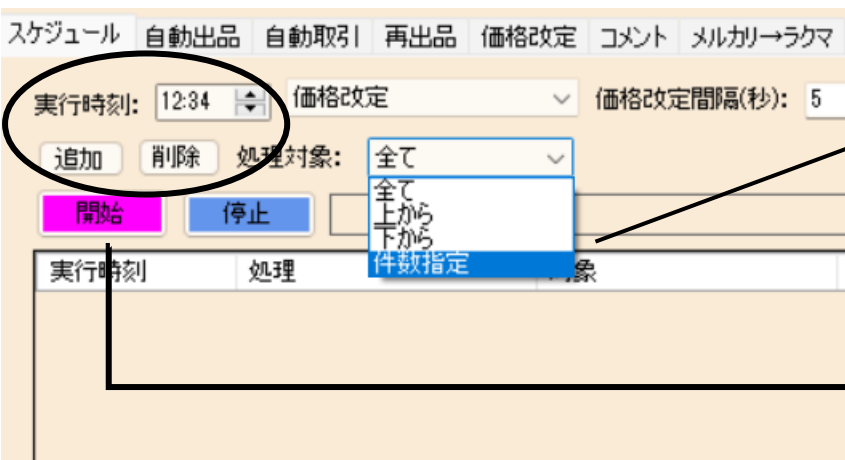 スケジュール 自動出品 自動取引 再出品 価格改定 コメント メルカリ→ラクマ
実行時刻: 12:34 価格改定 価格改定間隔(秒): 5
追加 削除 処理対象: 全て
全て
上から
下から
件数指定
開始 停止
実行時刻 処理